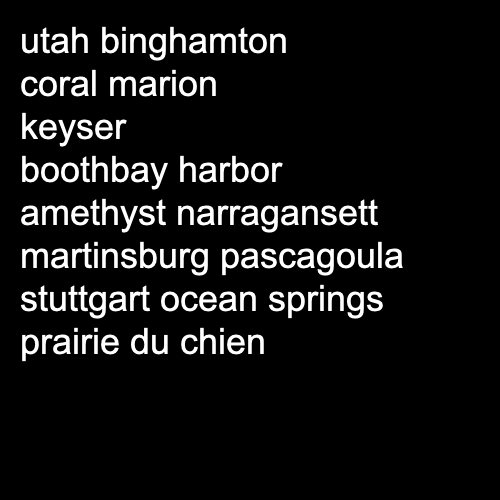 utah binghamton
coral marion
keyser
boothbay harbor
amethyst narragansett
martinsburg pascagoula
stuttgart ocean springs
prairie du chien